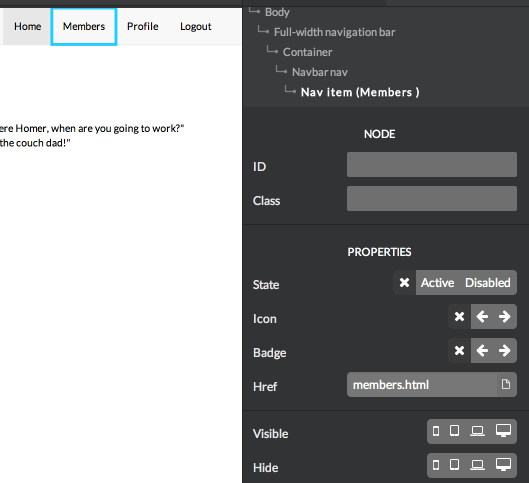 Home Members Profile Logout
ere Homer, when are you going to work?"
the couch dad!"
Body
Full-width navigation bar
Container
Navbar nav
Nav item (Members )
NODE
ID
Class
PROPERTIES
State Active Disabled
Icon
Badge
Href members.html
Visible
Hide